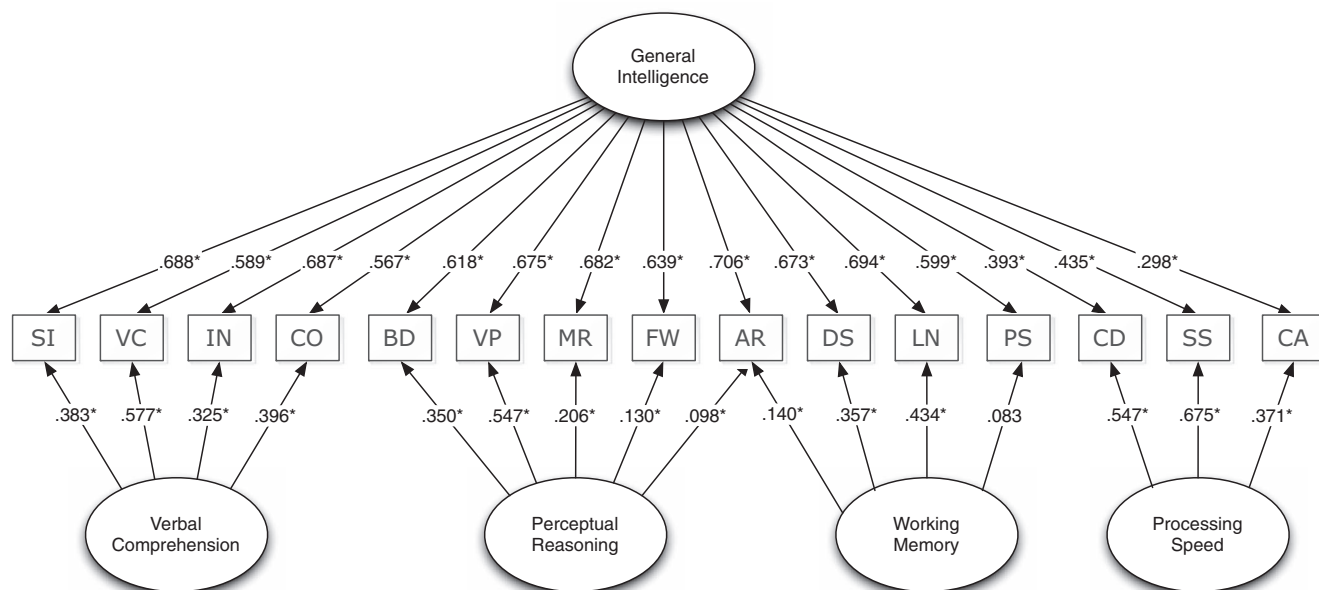 General
Intelligence
.688* .589* .687* .567* .618* .675* .682* .639* .706* .673* .694* .599* .393* .435* .298*
SI VC IN CO BD VP MR FW AR DS LN PS CD SS CA
.383* .577* .325* .396* .350* .547* .206* .130* .098* .140* .357* .434* .083 .547* .675* .371*
Verbal
Comprehension
Perceptual
Reasoning
Working
Memory
Processing
Speed